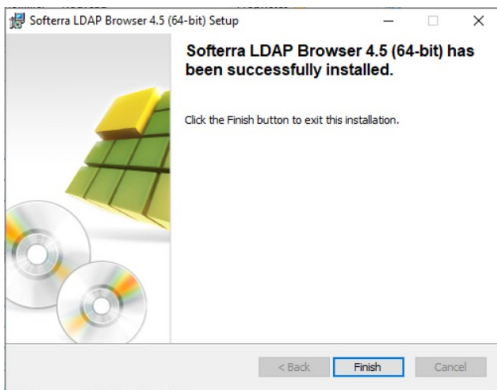 Softerra LDAP Browser 4.5 (64-bit) Setup
Softerra LDAP Browser 4.5 (64-bit) has
been successfully installed.
Click the Finish button to exit this installation.
< Back
Finish
Cancel